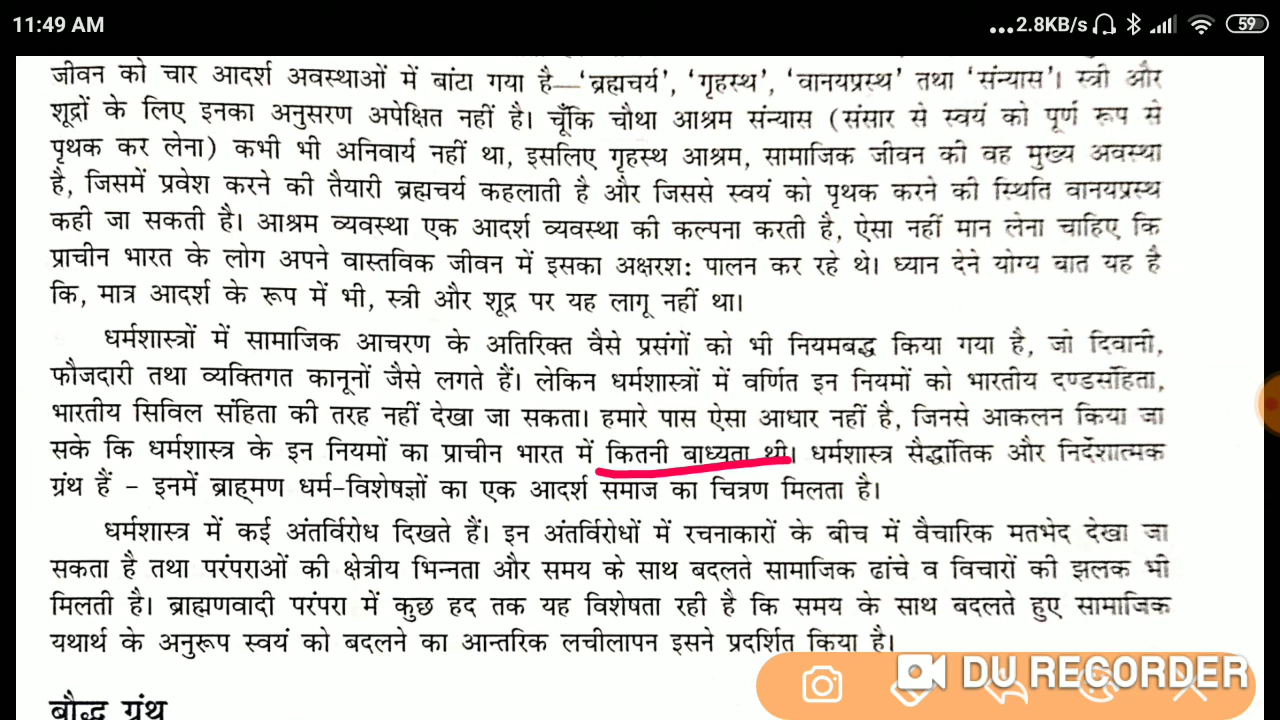 11:49 AM
...2.8KB/s
59
जीवन को चार आदर्श अवस्थाओं में बांटा गया है—‘ब्रह्मचर्य’, ‘गृहस्थ’, ‘वानयप्रस्थ’ तथा ‘संन्यास’। स्त्री और
शूद्रों के लिए इनका अनुसरण अपेक्षित नहीं है। चूँकि चौथा आश्रम संन्यास (संसार से स्वयं को पूर्ण रूप से
पृथक कर लेना) कभी भी अनिवार्य नहीं था, इसलिए गृहस्थ आश्रम, सामाजिक जीवन की वह मुख्य अवस्था
है, जिसमें प्रवेश करने की तैयारी ब्रह्मचर्य कहलाती है और जिससे स्वयं को पृथक करने की स्थिति वानयप्रस्थ
कही जा सकती है। आश्रम व्यवस्था एक आदर्श व्यवस्था की कल्पना करती है, ऐसा नहीं मान लेना चाहिए कि
प्राचीन भारत के लोग अपने वास्तविक जीवन में इसका अक्षरश: पालन कर रहे थे। ध्यान देने योग्य बात यह है
कि, मात्र आदर्श के रूप में भी, स्त्री और शूद्र पर यह लागू नहीं था।
धर्मशास्त्रों में सामाजिक आचरण के अतिरिक्त वैसे प्रसंगों को भी नियमबद्ध किया गया है, जो दिवानी,
फौजदारी तथा व्यक्तिगत कानूनों जैसे लगते हैं। लेकिन धर्मशास्त्रों में वर्णित इन नियमों को भारतीय दण्डसंहिता,
भारतीय सिविल संहिता की तरह नहीं देखा जा सकता। हमारे पास ऐसा आधार नहीं है, जिनसे आकलन किया जा
सके कि धर्मशास्त्र के इन नियमों का प्राचीन भारत में कितनी बाध्यता थी। धर्मशास्त्र सैद्धांतिक और निर्देशात्मक
ग्रंथ हैं - इनमें ब्राह्मण धर्म-विशेषज्ञों का एक आदर्श समाज का चित्रण मिलता है।
धर्मशास्त्र में कई अंतर्विरोध दिखते हैं। इन अंतर्विरोधों में रचनाकारों के बीच में वैचारिक मतभेद देखा जा
सकता है तथा परंपराओं की क्षेत्रीय भिन्नता और समय के साथ बदलते सामाजिक ढांचे व विचारों की झलक भी
मिलती है। ब्राह्मणवादी परंपरा में कुछ हद तक यह विशेषता रही है कि समय के साथ बदलते हुए सामाजिक
यथार्थ के अनुरूप स्वयं को बदलने का आन्तरिक लचीलापन इसने प्रदर्शित किया है।
DU RECORDER
बौद्ध ग्रंथ